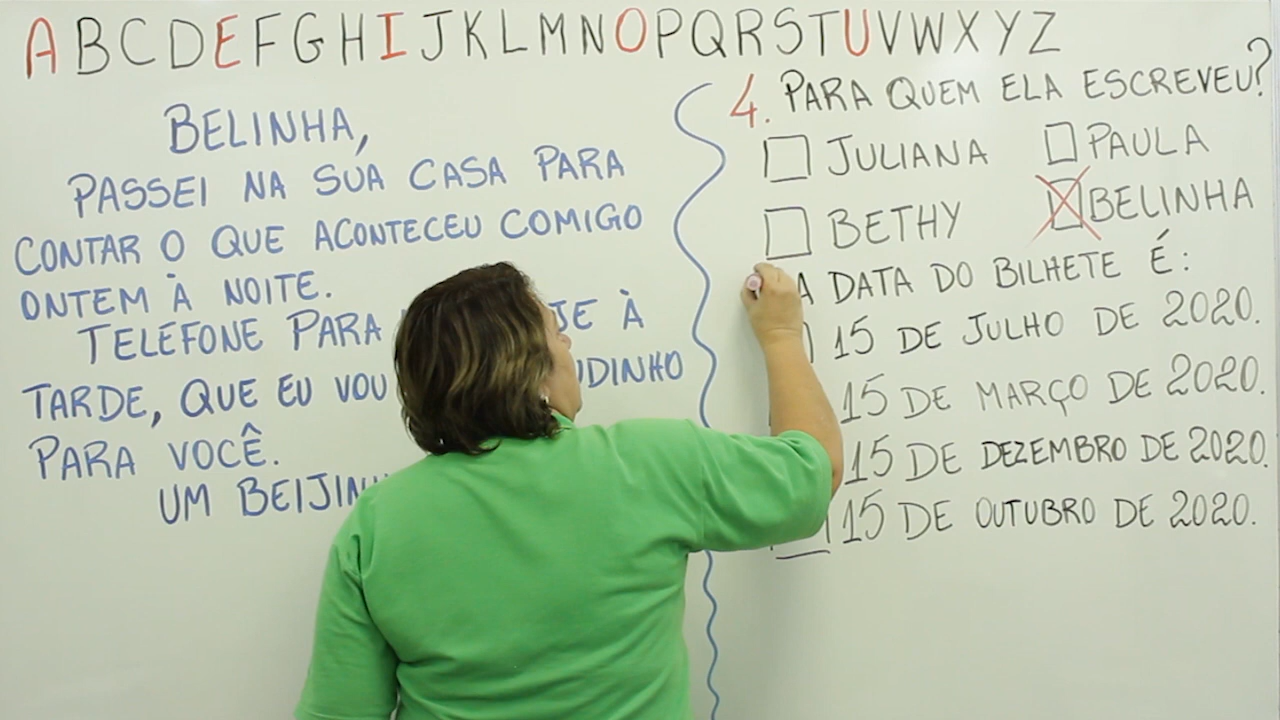 ABCDEFGHIJKLMNOPQRSTUVWXYZ
BELINHA,
PASSEI NA SUA CASA PARA
CONTAR O QUE ACONTECEU COMIGO
ONTEM À NOITE.
TELEFONE PARA JE À
TARDE, QUE EU VOU UDINHO
PARA VOCÊ.
UM BEIJIN
4. PARA QUEM ELA ESCREVEU?
JULIANA PAULA
BETHY BELINHA
A DATA DO BILHETE É:
15 DE JULHO DE 2020.
15 DE MARÇO DE 2020.
15 DE DEZEMBRO DE 2020.
15 DE OUTUBRO DE 2020.